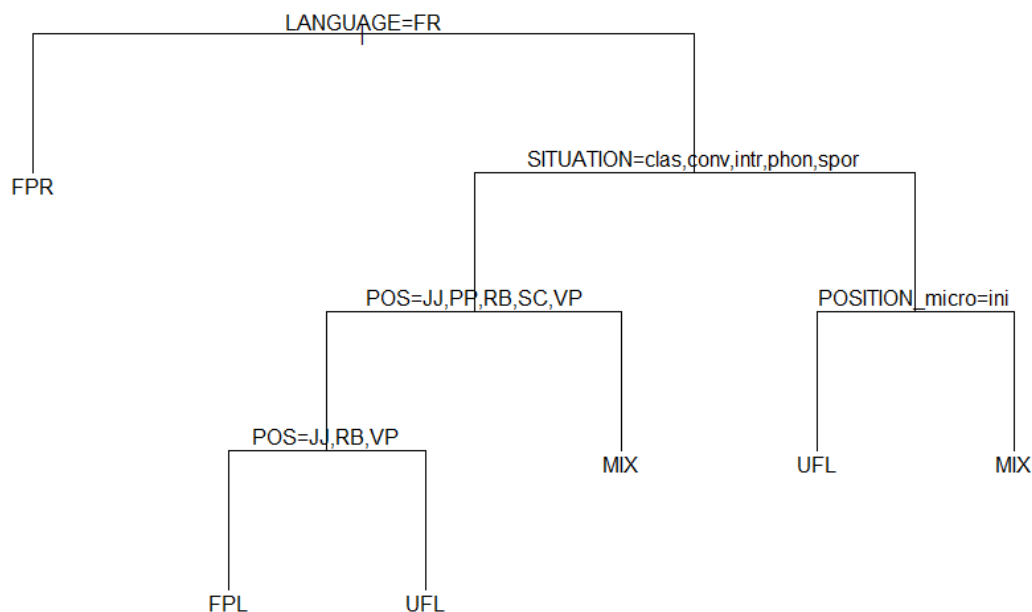 LANGUAGE=FR
FPR
SITUATION=clas,conv,intr,phon,spor
POS=JJ,PP,RB,SC,VP
POSITION_micro=ini
POS=JJ,RB,VP
MIX
UFL
MIX
FPL
UFL